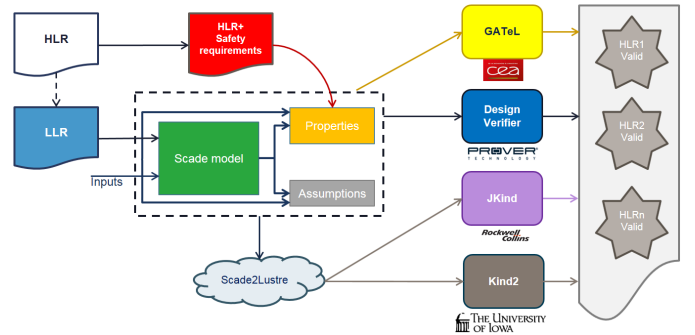 HLR
HLR+
Safety
requirements
GATeL
cea
HLR1
Valid
LLR
Scade model
Properties
Design
Verifier
PROVER
TECHNOLOGY
HLR2
Valid
Inputs
Assumptions
JKind
Rockwell
Collins
HLRn
Valid
Scade2Lustre
Kind2
THE UNIVERSITY
OF IOWA